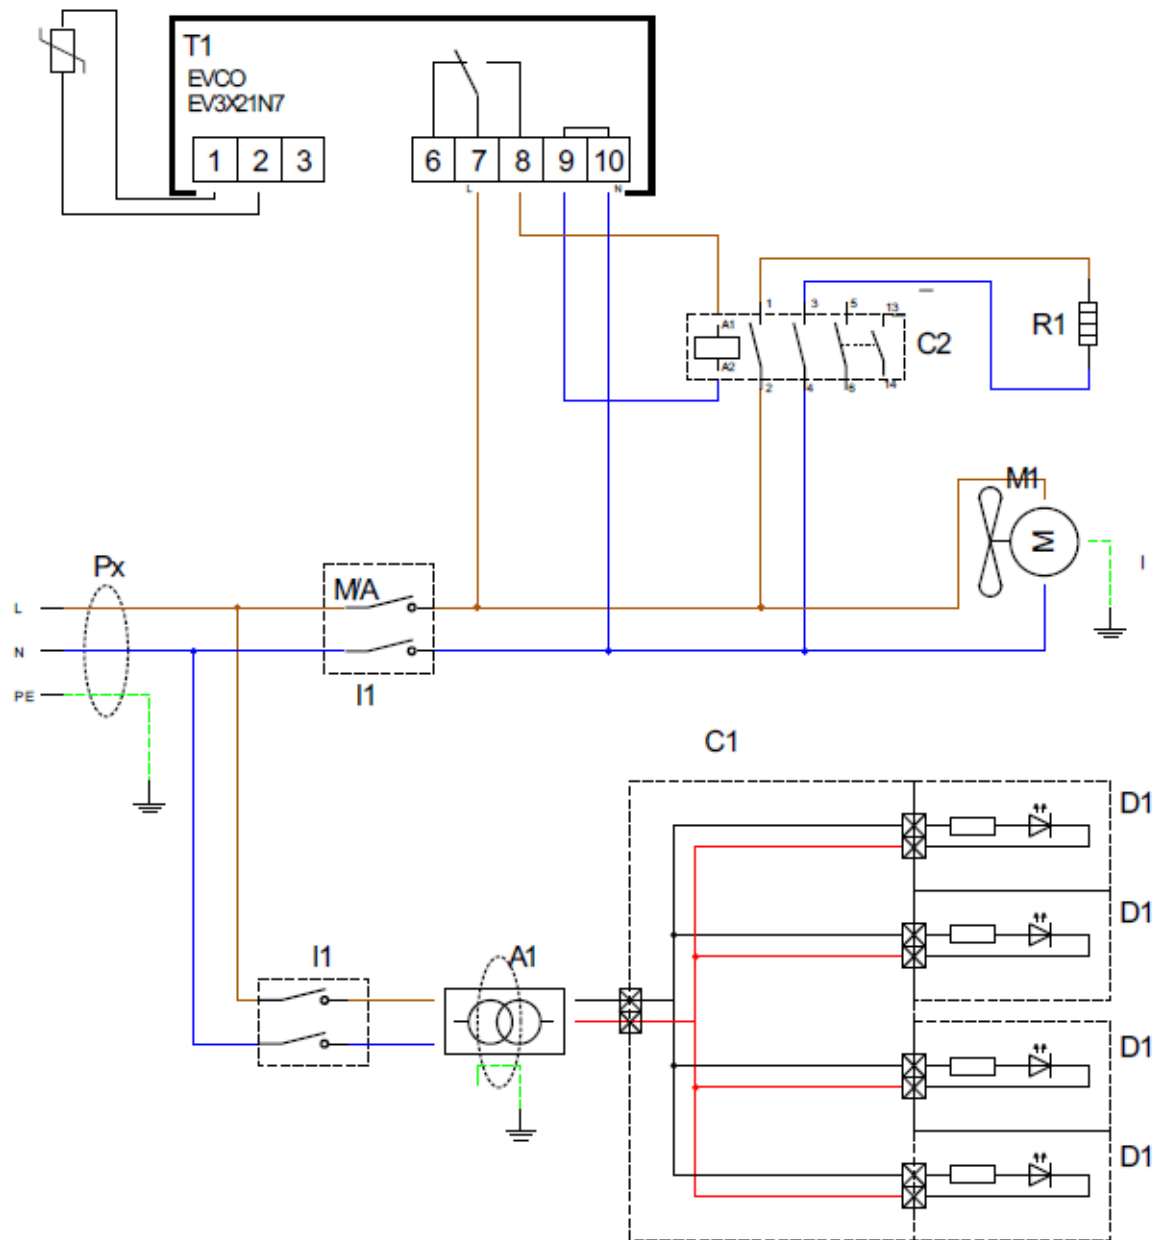 T1
EVCO
EV3X21N7
1 2 3
6 7 8 9 10
L N
1 3 5 13
A1
R1
C2
A2
2 4 6 14
M1
M
I
Px
M/A
L
N
PE
I1
C1
D1
D1
I1
A1
D1
D1